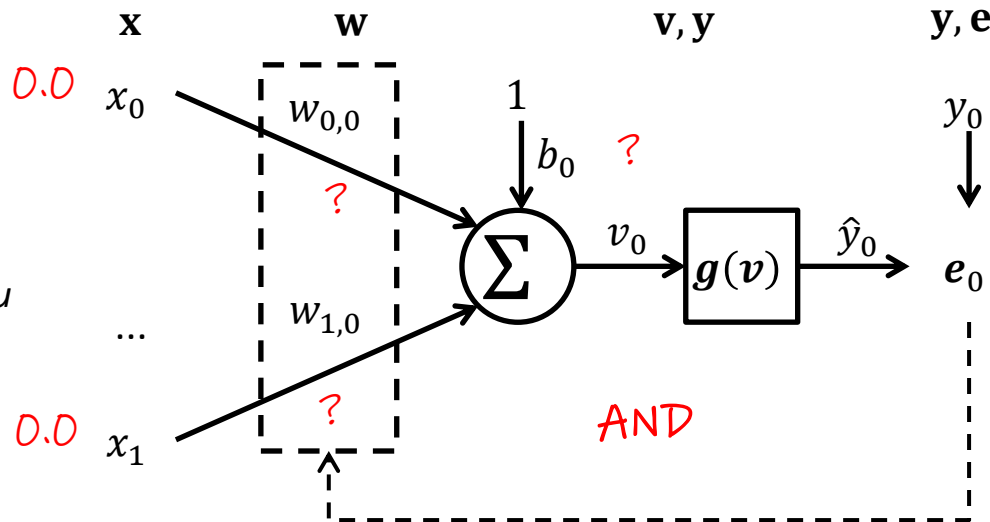 x w v, y y, e
0.0 x₀ w₀,₀ 1 y₀
? b₀ ?
Σ v₀ g(v) ŷ₀ e₀
... w₁,₀
0.0 x₁ ? AND